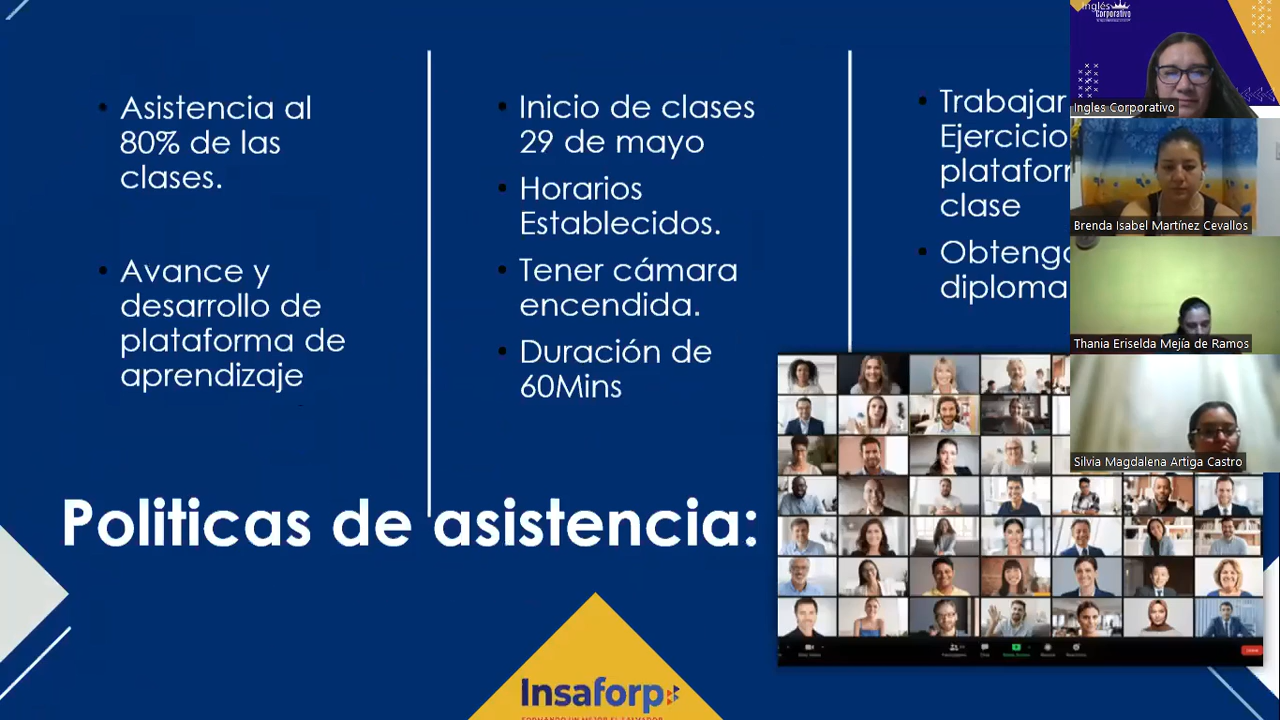 Asistencia al
80% de las
clases.
Avance y
desarrollo de
plataforma de
aprendizaje
Inicio de clases
29 de mayo
Horarios
Establecidos.
Tener cámara
encendida.
Duración de
60Mins
Trabajar
Ejercicio
platafor
clase
Obteng
diploma
Politicas de asistencia:
Insaforp
Inglés
Corporativo
Ingles Corporativo
Brenda Isabel Martínez Cevallos
Thania Eriselda Mejía de Ramos
Silvia Magdalena Artiga Castro